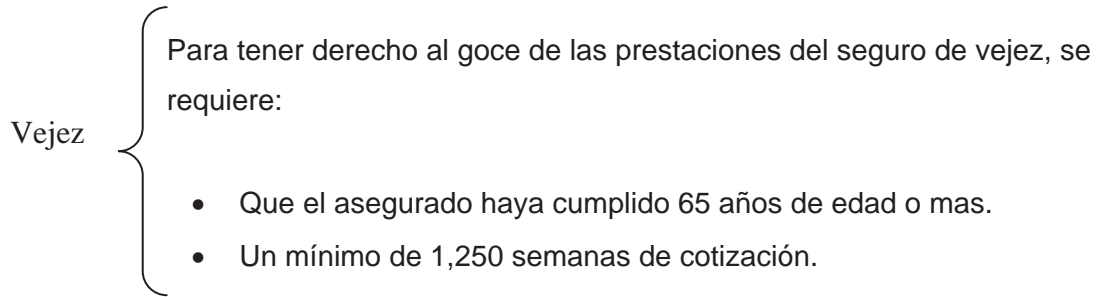 Para tener derecho al goce de las prestaciones del seguro de vejez, se
requiere:
Vejez
• Que el asegurado haya cumplido 65 años de edad o mas.
• Un mínimo de 1,250 semanas de cotización.